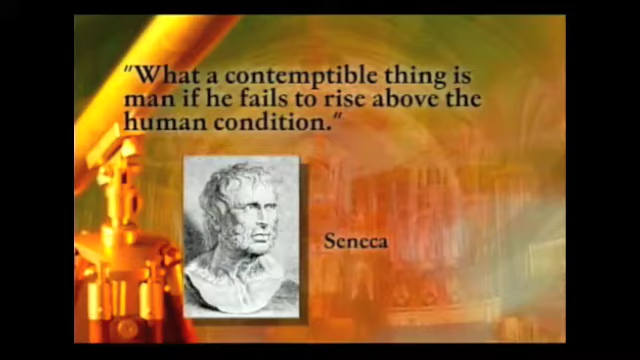 "What a contemptible thing is
man if he fails to rise above the
human condition."
Seneca